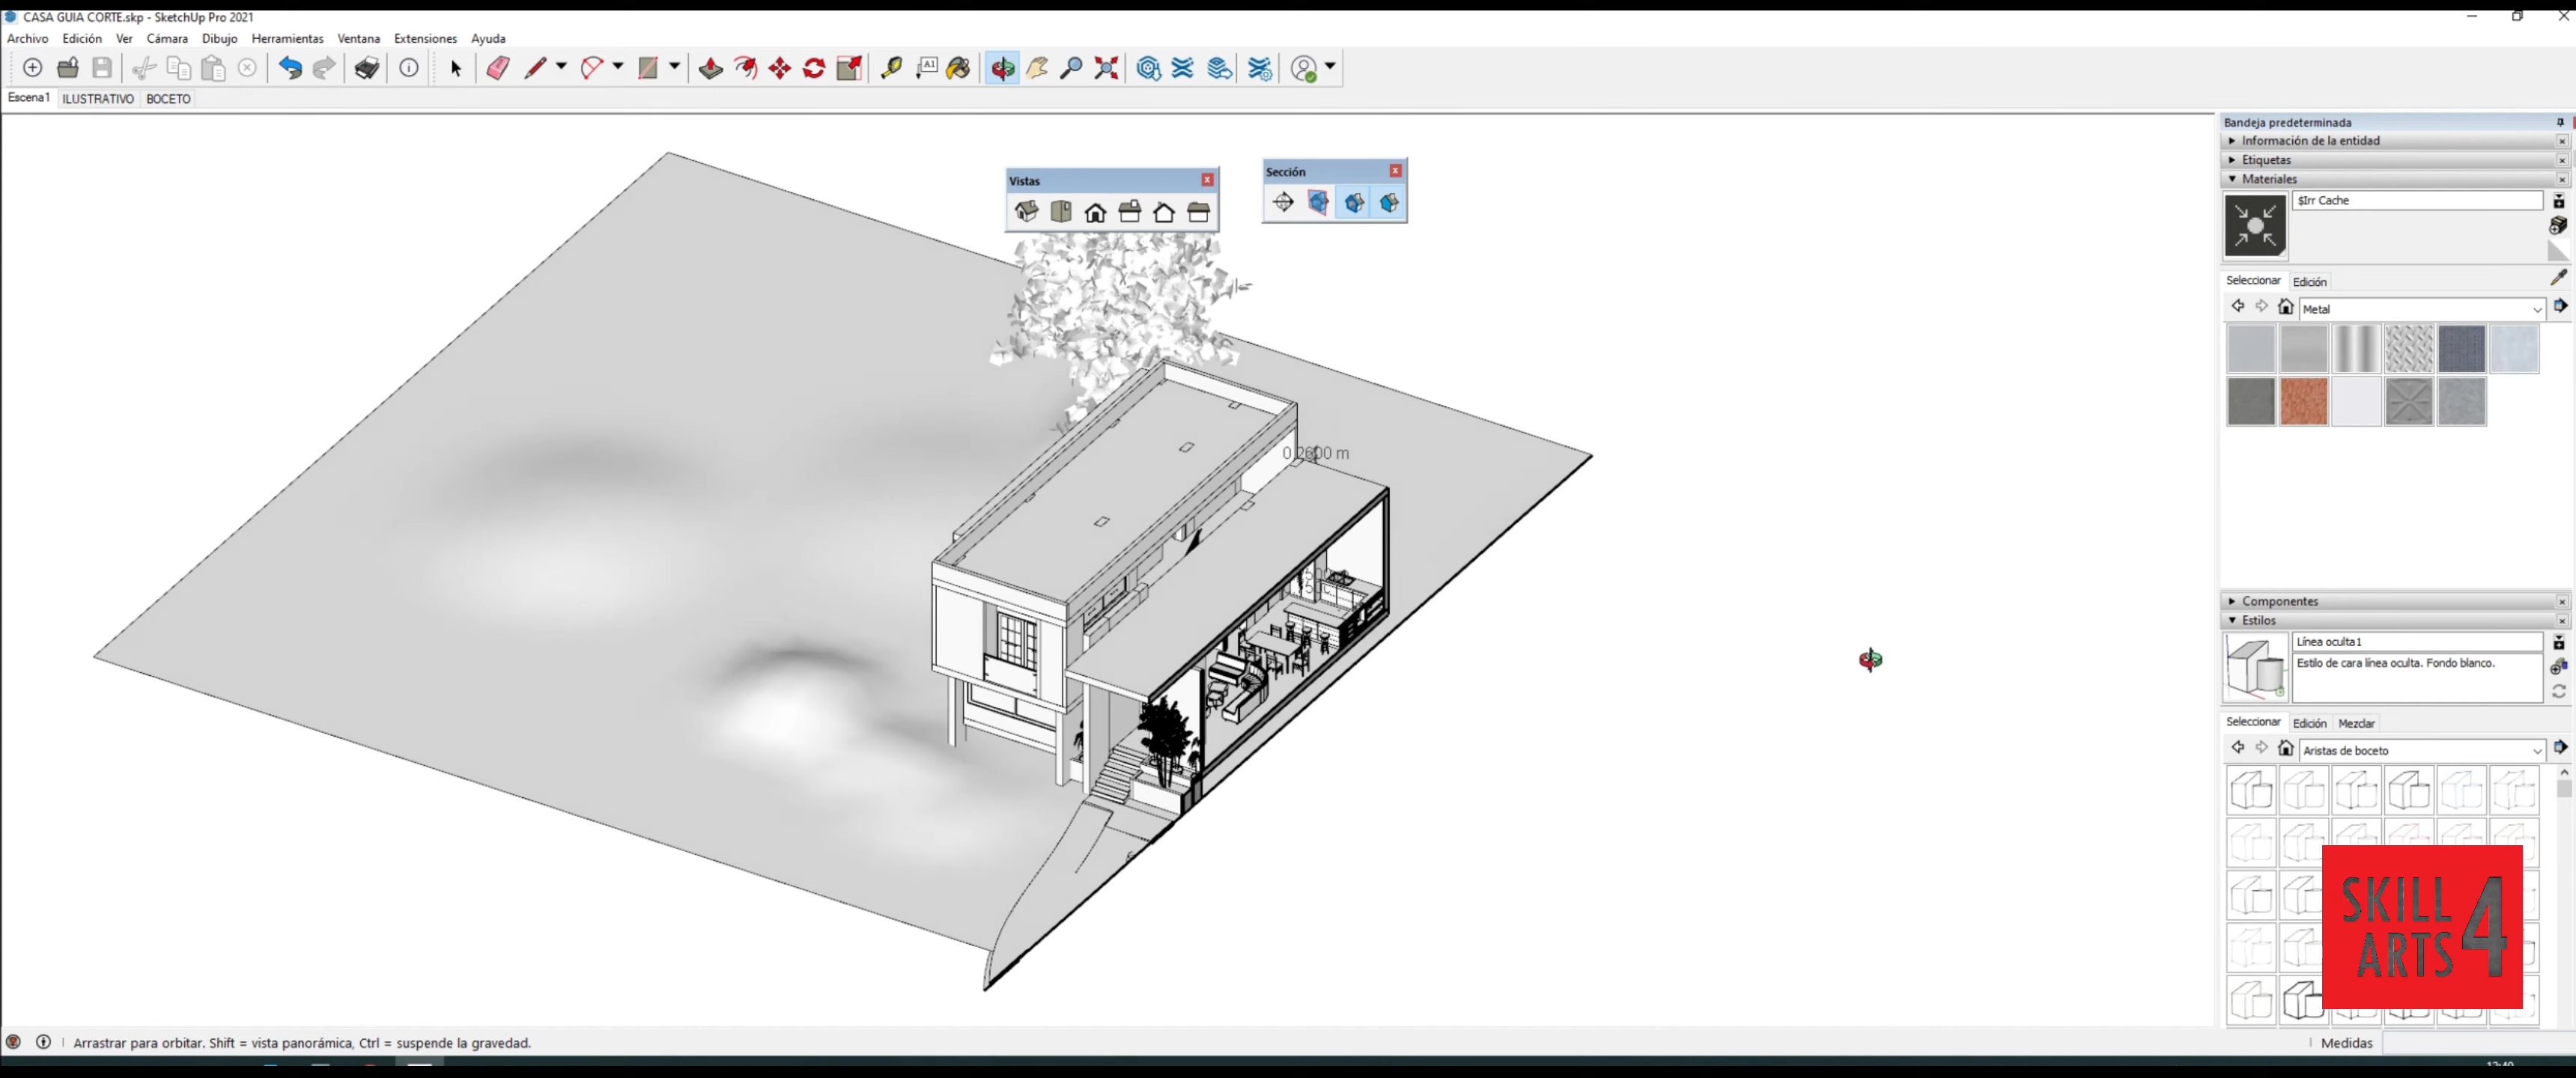 CASA GUIA CORTE.skp - SketchUp Pro 2021
Archivo Edición Ver Cámara Dibujo Herramientas Ventana Extensiones Ayuda
A1
Escena1 ILUSTRATIVO BOCETO
Bandeja predeterminada
Información de la entidad
Etiquetas
Materiales
Vistas
Sección
$Irr Cache
Seleccionar Edición
Metal
0.2600 m
Componentes
Estilos
Línea oculta1
Estilo de cara línea oculta. Fondo blanco.
Seleccionar Edición Mezclar
Aristas de boceto
SKILL
ARTS
4
Arrastrar para orbitar. Shift = vista panorámica, Ctrl = suspende la gravedad.
Medidas